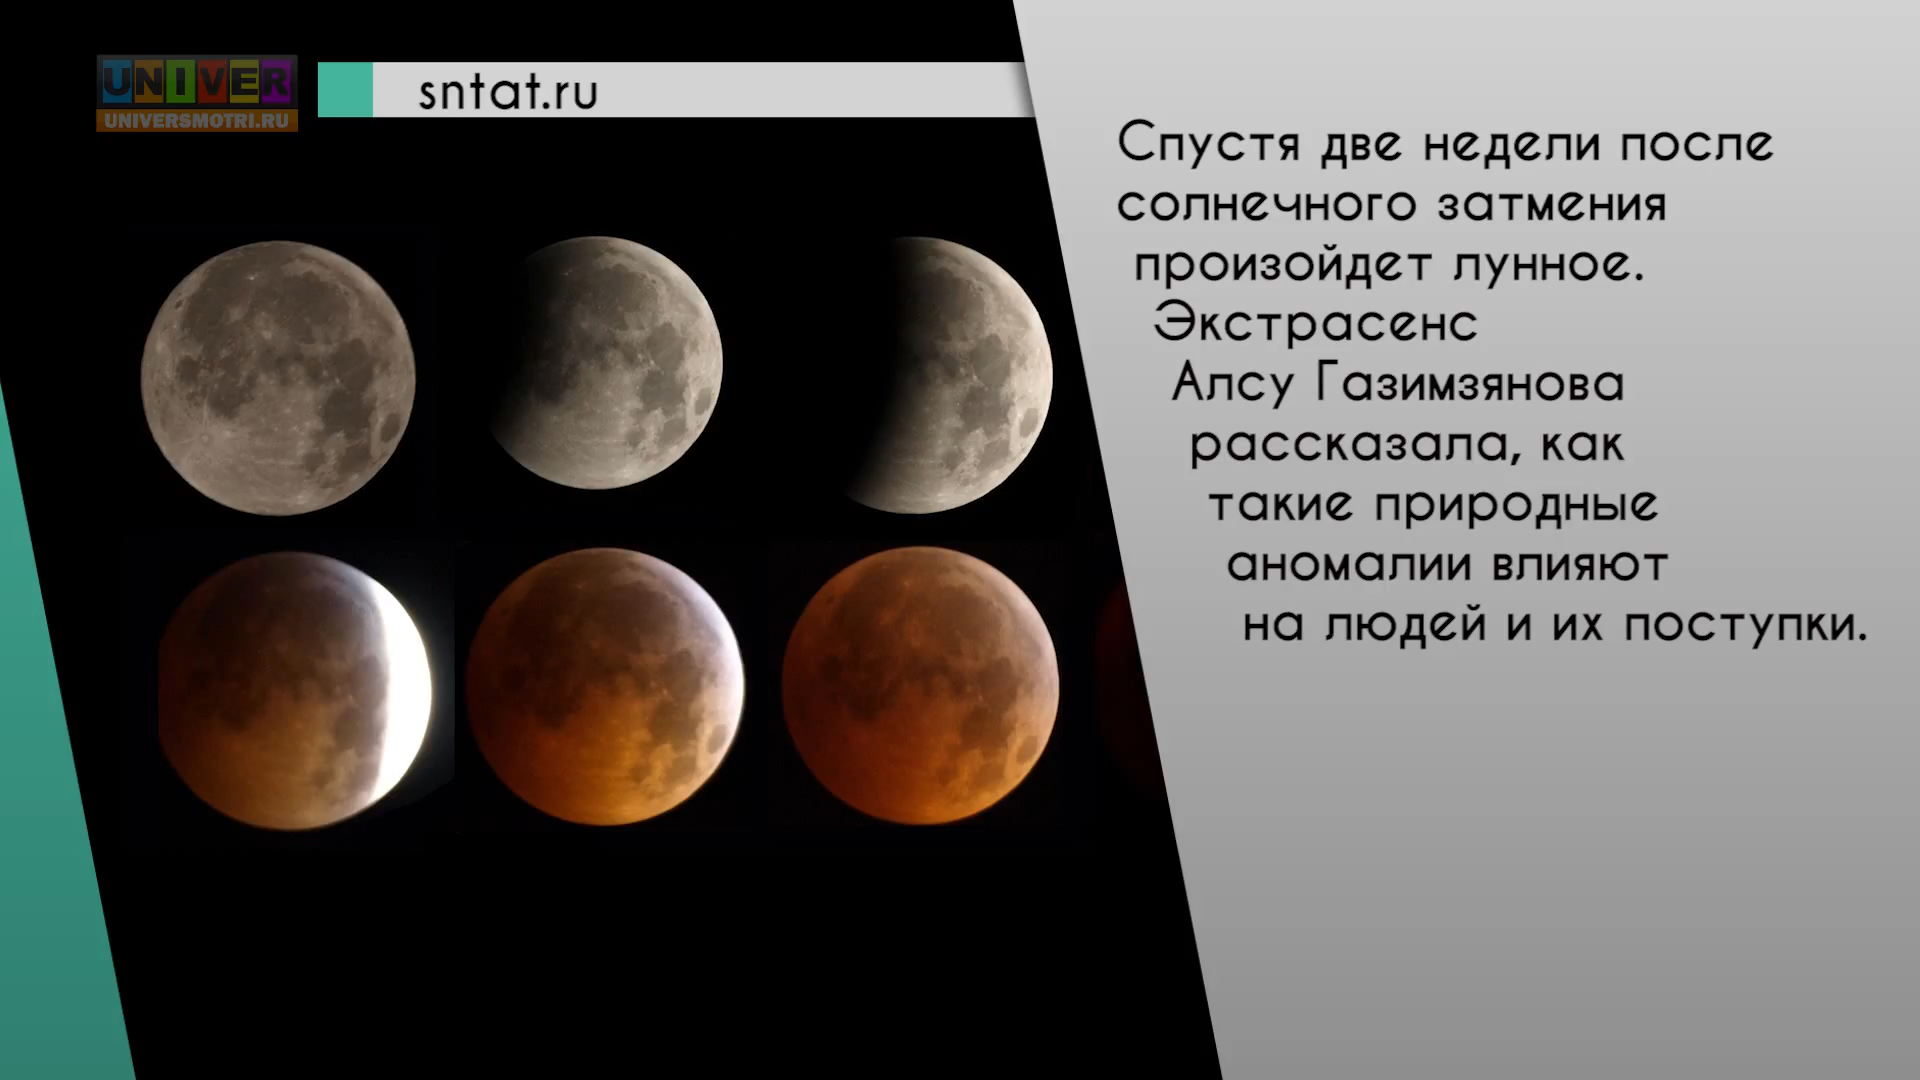 UNIVER
UNIVERSMOTRI.RU
sntat.ru
Спустя две недели после
солнечного затмения
произойдет лунное.
Экстрасенс
Алсу Газимзянова
рассказала, как
такие природные
аномалии влияют
на людей и их поступки.